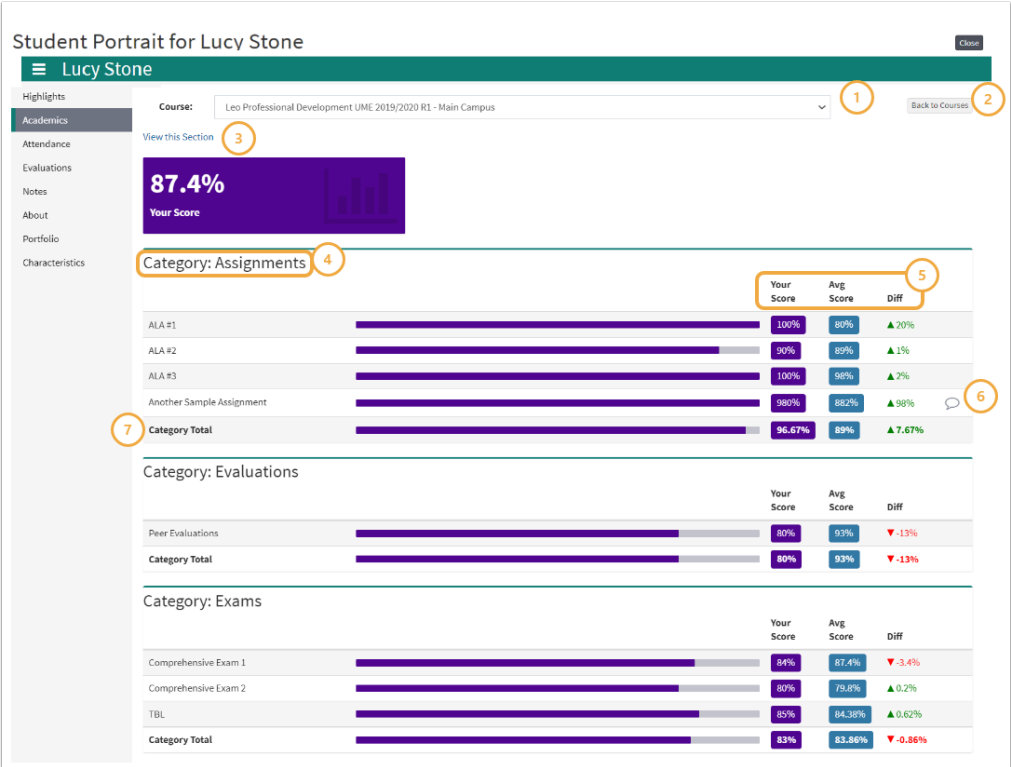 Student Portrait for Lucy Stone
Close
Lucy Stone
Highlights
Academics
Attendance
Evaluations
Notes
About
Portfolio
Characteristics
Course: Leo Professional Development UME 2019/2020 R1 - Main Campus
1
Back to Courses
2
View this Section
3
87.4%
Your Score
Category: Assignments
4
5
Your Score Avg Score Diff
ALA #1 100% 80% ▲20%
ALA #2 90% 89% ▲1%
ALA #3 100% 98% ▲2%
Another Sample Assignment 980% 882% ▲98%
6
7
Category Total 96.67% 89% ▲7.67%
Category: Evaluations
Your Score Avg Score Diff
Peer Evaluations 80% 93% ▼-13%
Category Total 80% 93% ▼-13%
Category: Exams
Your Score Avg Score Diff
Comprehensive Exam 1 84% 87.4% ▼-3.4%
Comprehensive Exam 2 80% 79.8% ▲0.2%
TBL 85% 84.38% ▲0.62%
Category Total 83% 83.86% ▼-0.86%